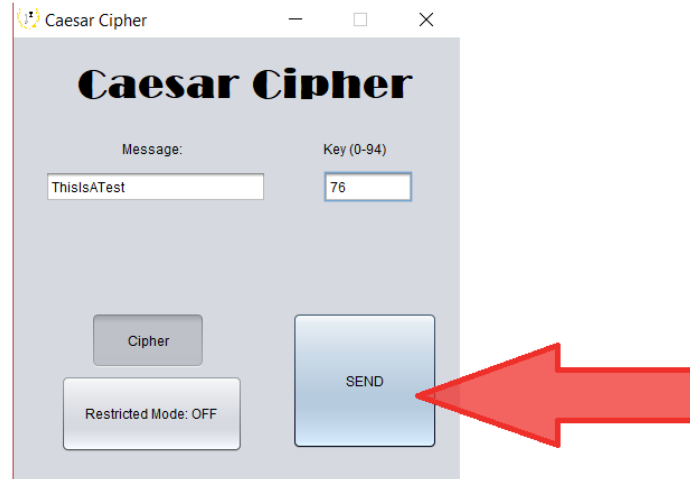 Caesar Cipher
Caesar Cipher
Message:
Key (0-94)
ThisIsATest
76
Cipher
SEND
Restricted Mode: OFF